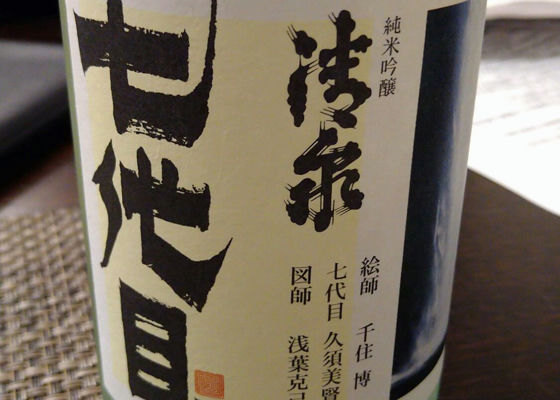 純米吟醸
清泉
七代目
絵師 千住 博
七代目 久須美賢
図師 浅葉克己